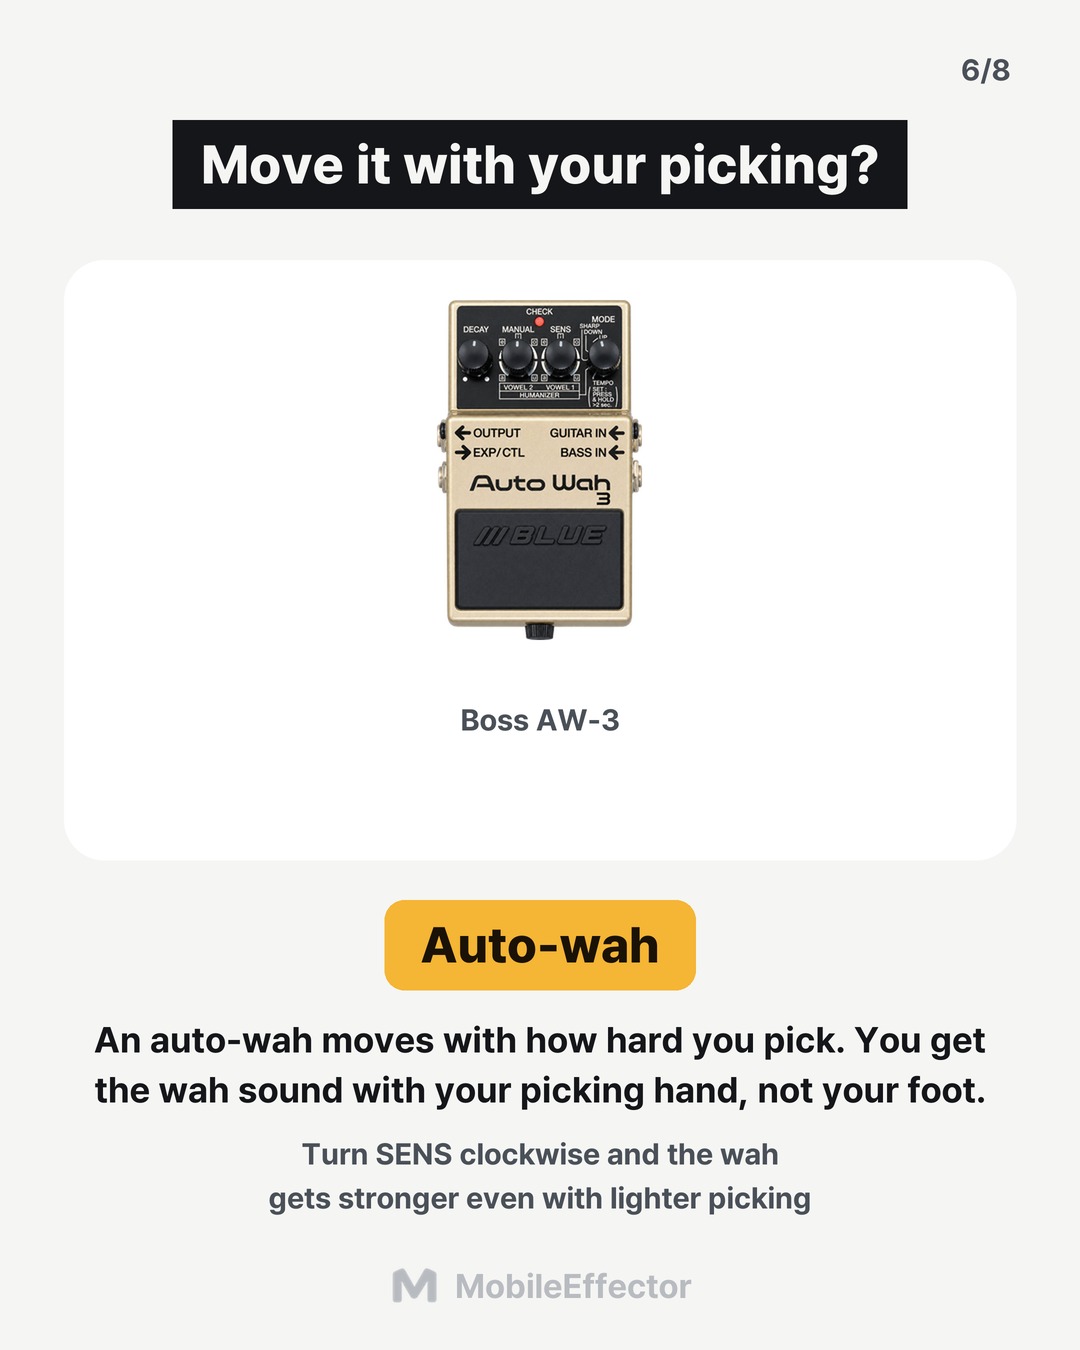 6/8
Move it with your picking?
CHECK
DECAY MANUAL SENS MODE
SHARP
DOWN
UP
VOWEL 2 VOWEL 1
HUMANIZER
TEMPO
SET :
PRESS
& HOLD
>2 sec.
OUTPUT GUITAR IN
EXP/CTL BASS IN
Auto Wah
3
BLUE
Boss AW-3
Auto-wah
An auto-wah moves with how hard you pick. You get
the wah sound with your picking hand, not your foot.
Turn SENS clockwise and the wah
gets stronger even with lighter picking
MobileEffector